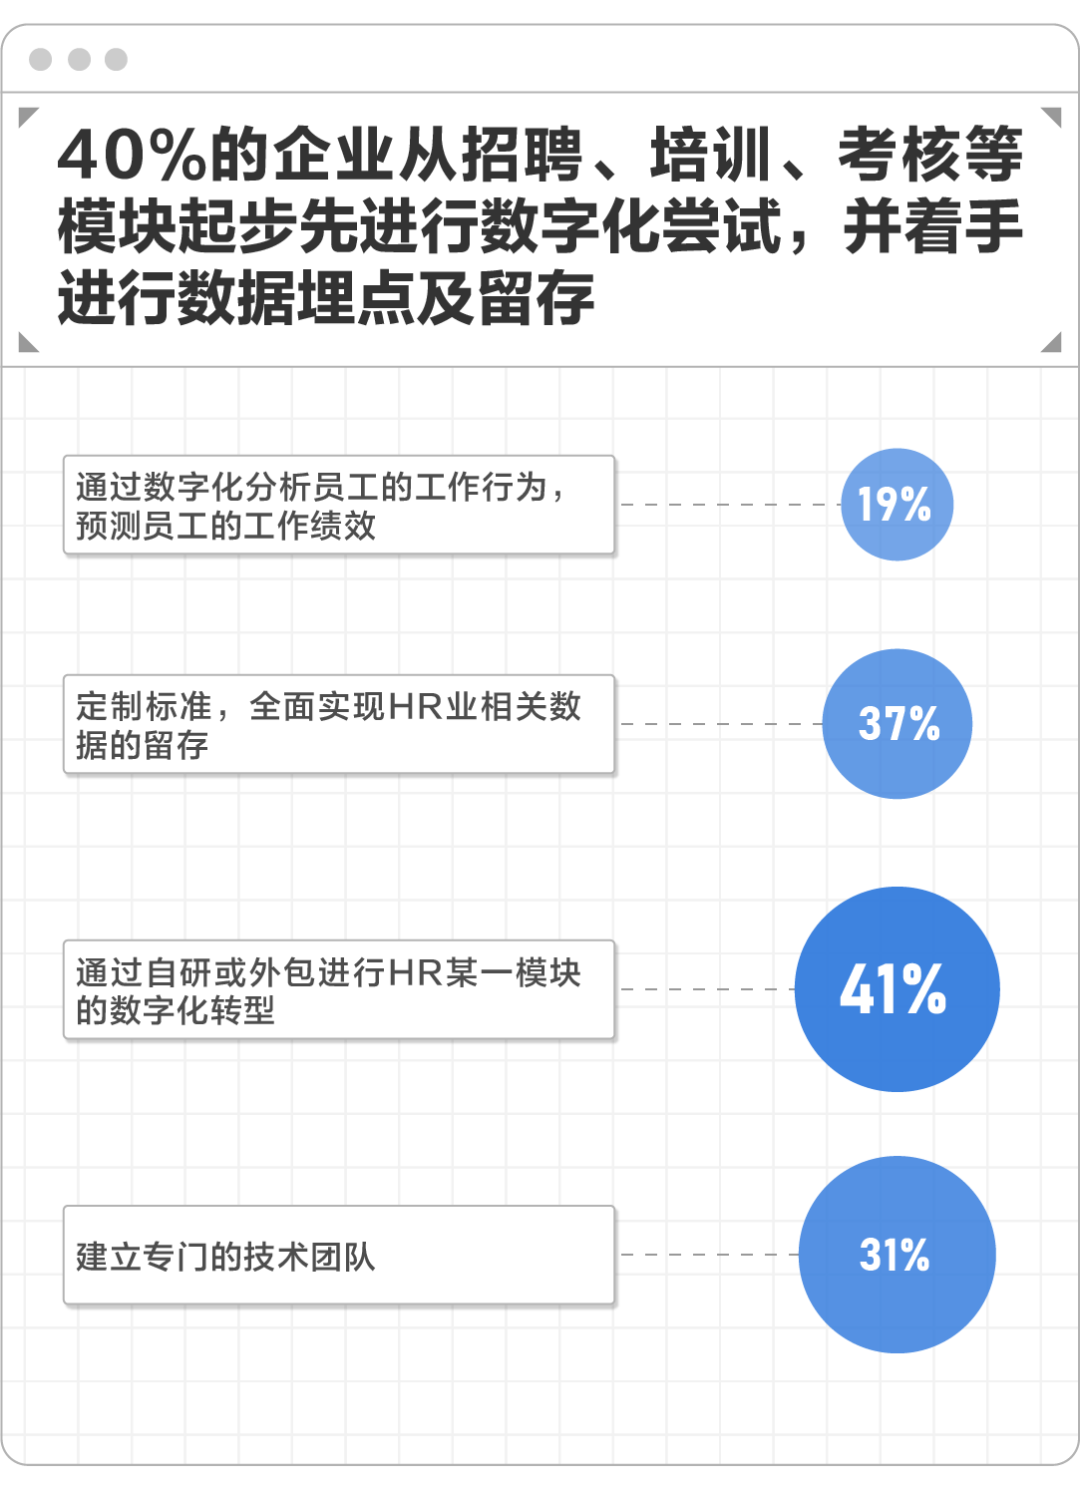 40%的企业从招聘、培训、考核等
模块起步先进行数字化尝试，并着手
进行数据埋点及留存
通过数字化分析员工的工作行为，
预测员工的工作绩效
19%
定制标准，全面实现HR业相关数
据的留存
37%
通过自研或外包进行HR某一模块
的数字化转型
41%
建立专门的技术团队
31%